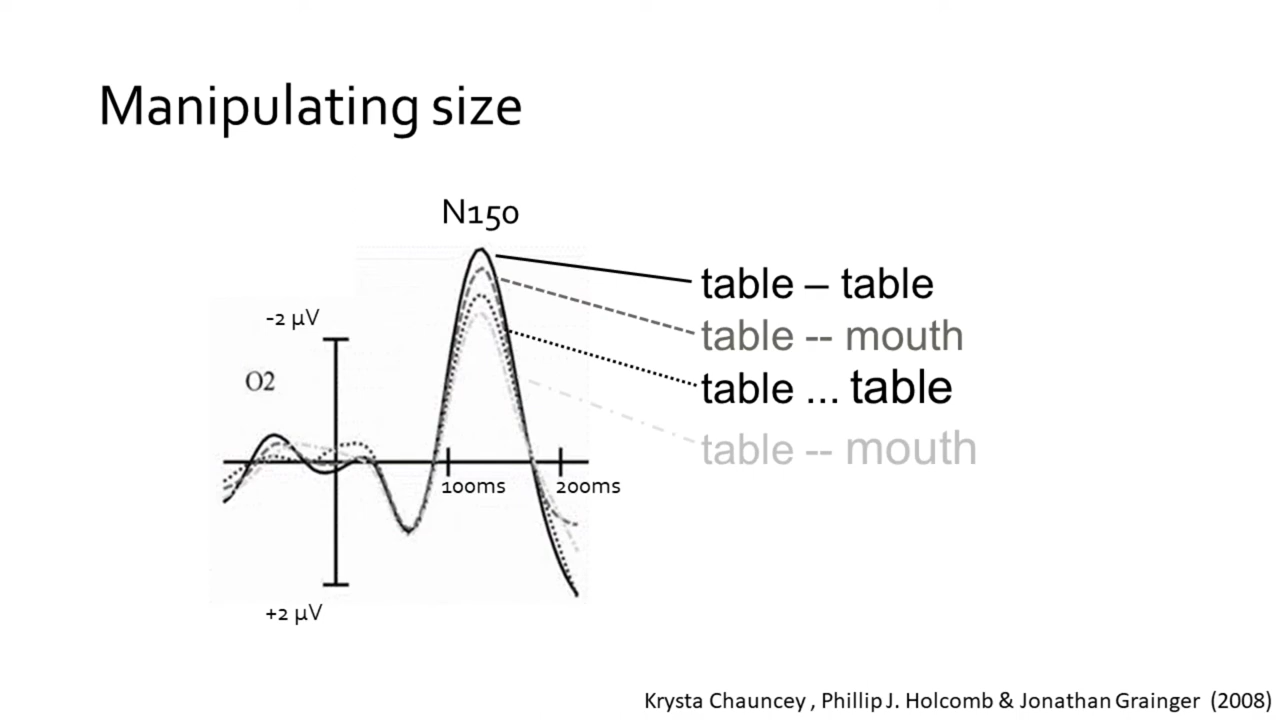 Manipulating size
N150
-2 µV
O2
100ms
200ms
+2 µV
table – table
table -- mouth
table ... table
table -- mouth
Krysta Chauncey , Phillip J. Holcomb & Jonathan Grainger (2008)